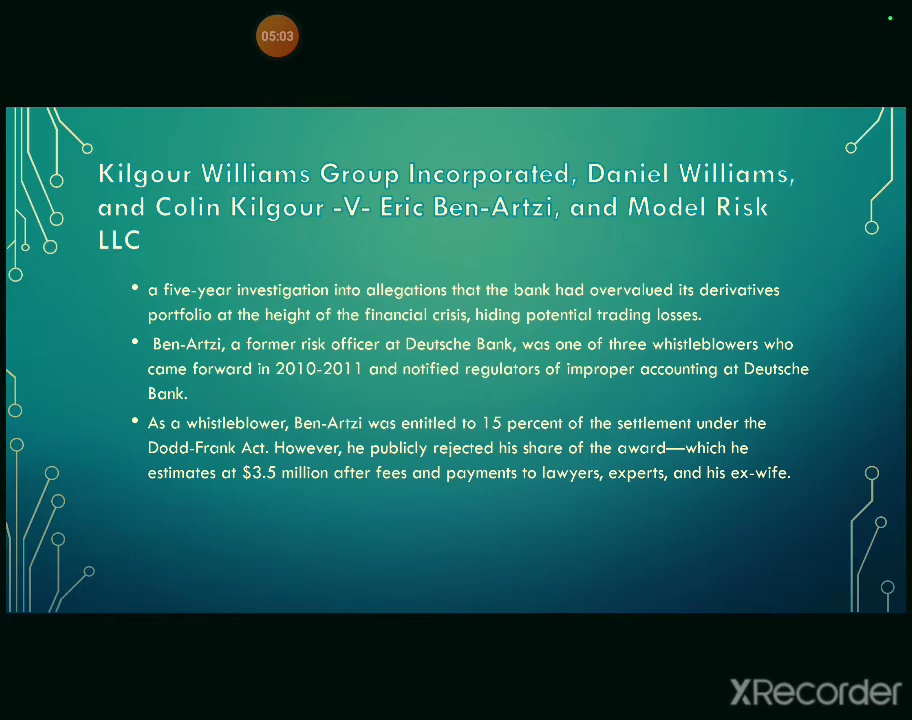 05:03
Kilgour Williams Group Incorporated, Daniel Williams,
and Colin Kilgour -V- Eric Ben-Artzi, and Model Risk
LLC
• a five-year investigation into allegations that the bank had overvalued its derivatives
portfolio at the height of the financial crisis, hiding potential trading losses.
• Ben-Artzi, a former risk officer at Deutsche Bank, was one of three whistleblowers who
came forward in 2010-2011 and notified regulators of improper accounting at Deutsche
Bank.
• As a whistleblower, Ben-Artzi was entitled to 15 percent of the settlement under the
Dodd-Frank Act. However, he publicly rejected his share of the award—which he
estimates at $3.5 million after fees and payments to lawyers, experts, and his ex-wife.
XRecorder